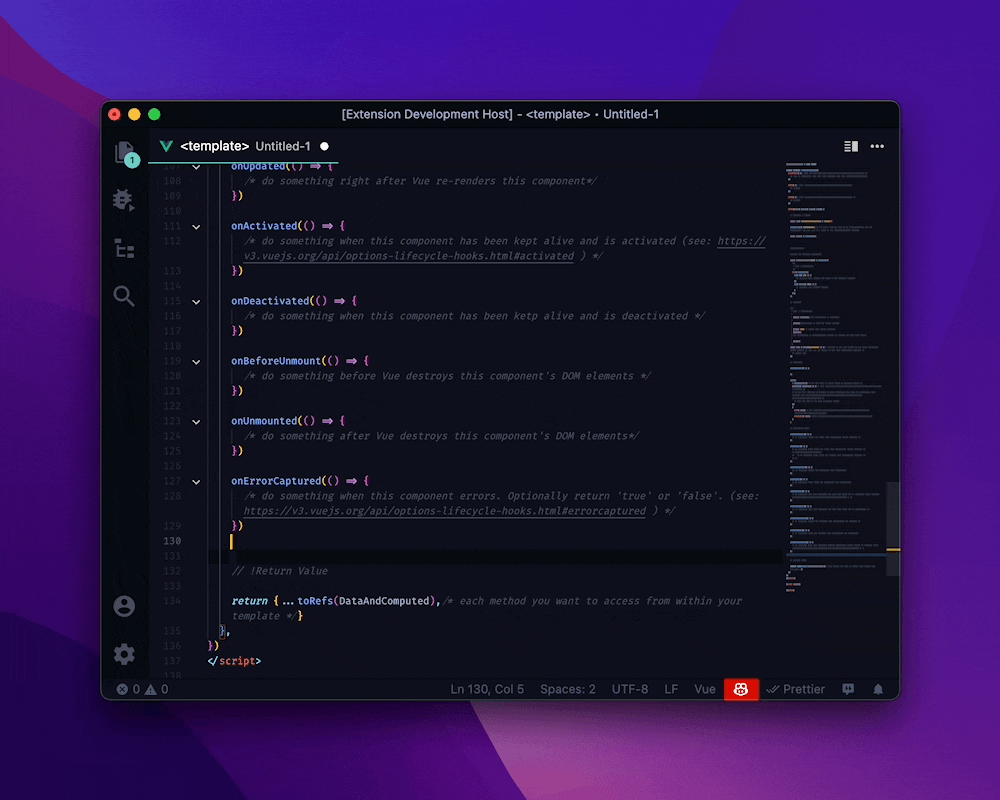 [Extension Development Host] - <template> • Untitled-1
1
<template> Untitled-1
107 onUpdated(() => {
108 /* do something right after Vue re-renders this component*/
109 })
110
111 onActivated(() => {
112 /* do something when this component has been kept alive and is activated (see: https://
v3.vuejs.org/api/options-lifecycle-hooks.html#activated ) */
113 })
114
115 onDeactivated(() => {
116 /* do something when this component has been ketp alive and is deactivated */
117 })
118
119 onBeforeUnmount(() => {
120 /* do something before Vue destroys this component's DOM elements */
121 })
122
123 onUnmounted(() => {
124 /* do something after Vue destroys this component's DOM elements*/
125 })
126
127 onErrorCaptured(() => {
128 /* do something when this component errors. Optionally return 'true' or 'false'. (see:
https://v3.vuejs.org/api/options-lifecycle-hooks.html#errorcaptured ) */
129 })
130
131
132 // !Return Value
133
134 return {...toRefs(DataAndComputed),/* each method you want to access from within your
template */}
135 },
136 })
137 </script>
138
0 0 Ln 130, Col 5 Spaces: 2 UTF-8 LF Vue Prettier